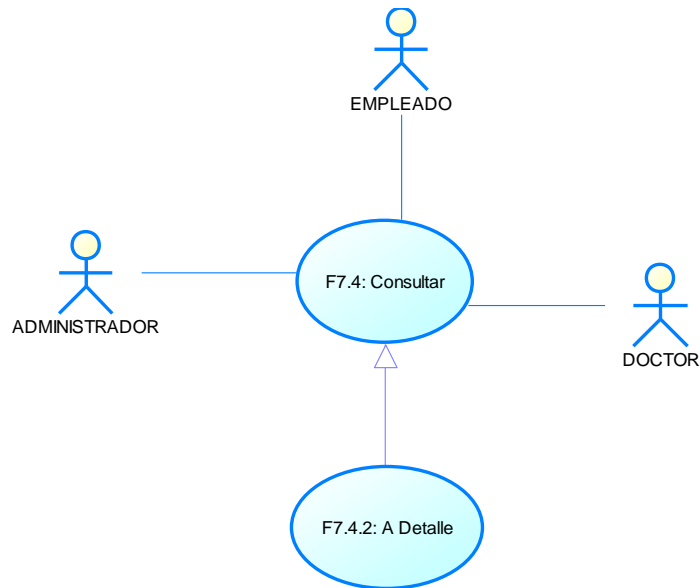 EMPLEADO
F7.4: Consultar
ADMINISTRADOR
DOCTOR
F7.4.2: A Detalle